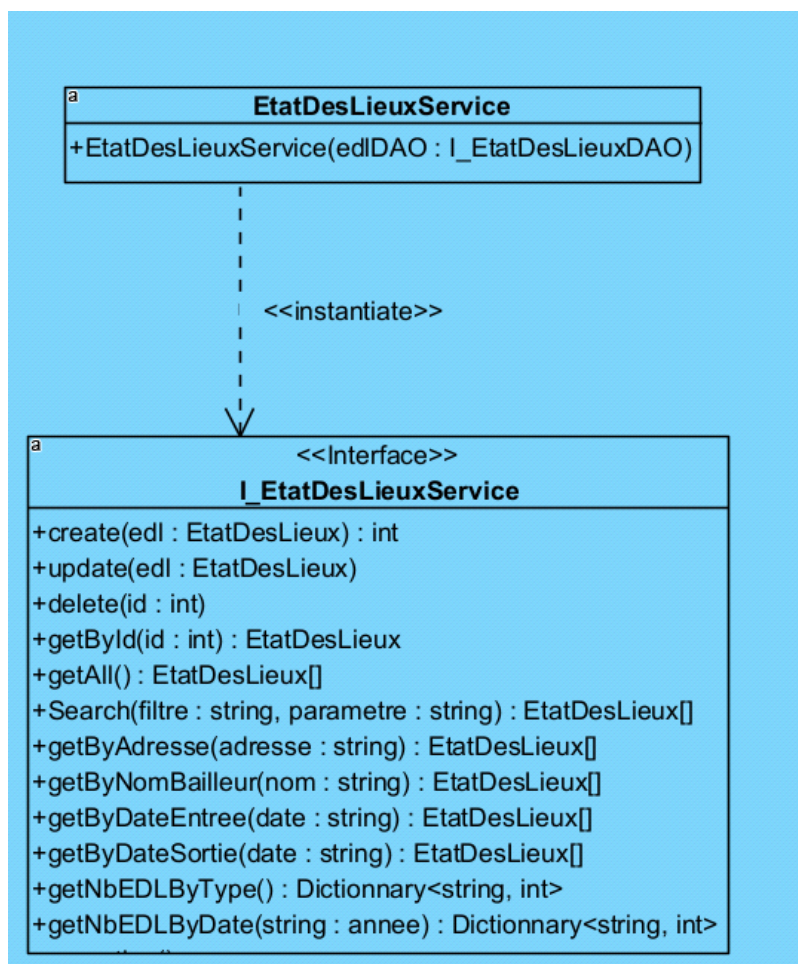 a
EtatDesLieuxService
+EtatDesLieuxService(edlDAO : I_EtatDesLieuxDAO)
<<instantiate>>
a
<<Interface>>
I_EtatDesLieuxService
+create(edl : EtatDesLieux) : int
+update(edl : EtatDesLieux)
+delete(id : int)
+getById(id : int) : EtatDesLieux
+getAll() : EtatDesLieux[]
+Search(filtre : string, parametre : string) : EtatDesLieux[]
+getByAdresse(adresse : string) : EtatDesLieux[]
+getByNomBailleur(nom : string) : EtatDesLieux[]
+getByDateEntree(date : string) : EtatDesLieux[]
+getByDateSortie(date : string) : EtatDesLieux[]
+getNbEDLByType() : Dictionnary<string, int>
+getNbEDLByDate(string : annee) : Dictionnary<string, int>